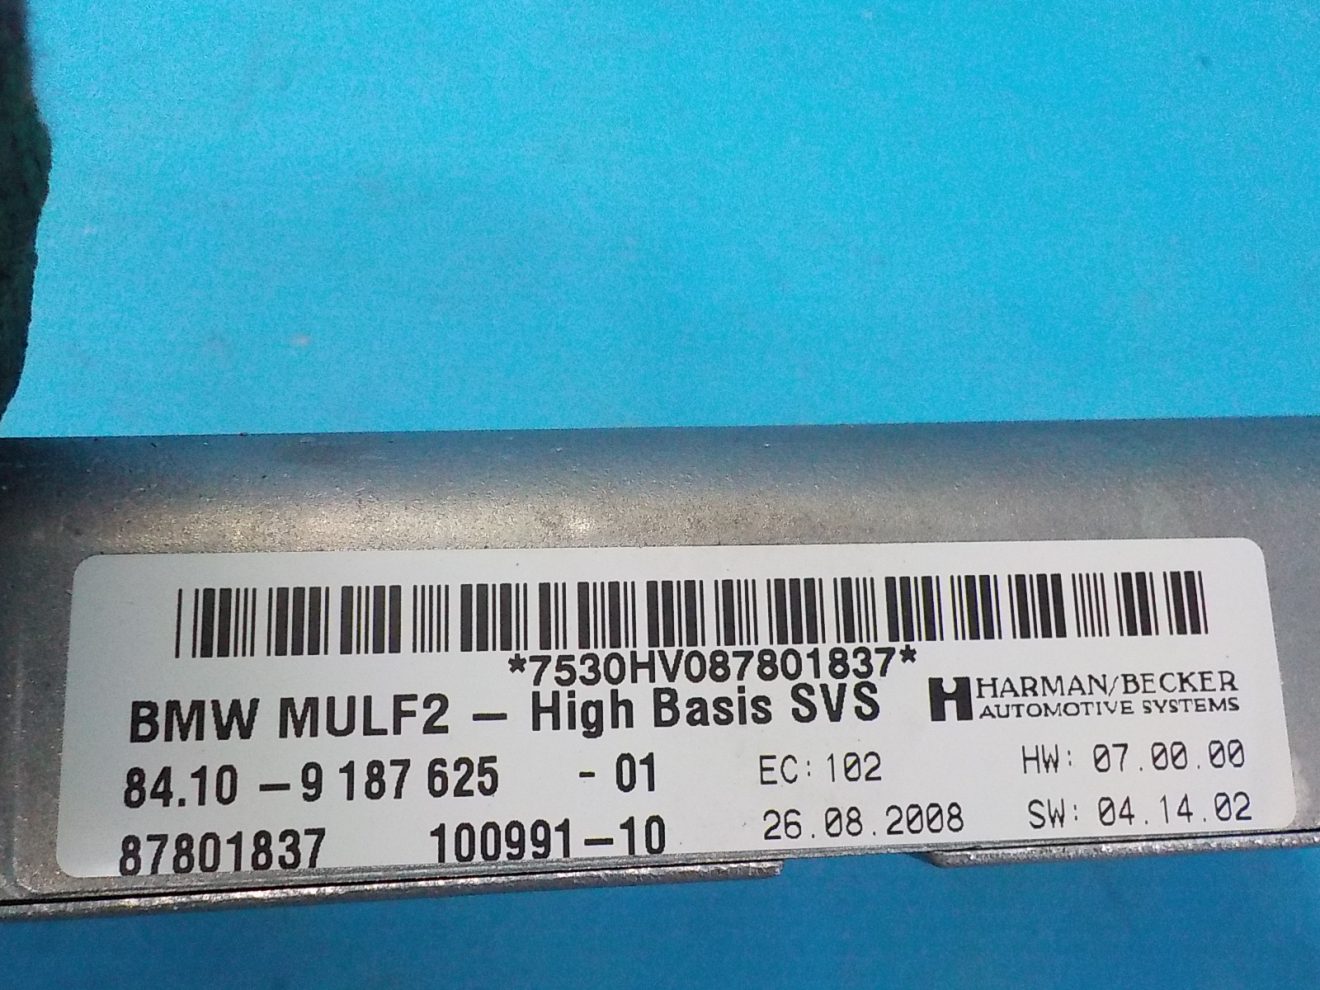 *7530HV087801837*
BMW MULF2 – High Basis SVS
HARMAN/BECKER
AUTOMOTIVE SYSTEMS
84.10 – 9 187 625 - 01 EC: 102 HW: 07.00.00
87801837 100991–10 26.08.2008 SW: 04.14.02